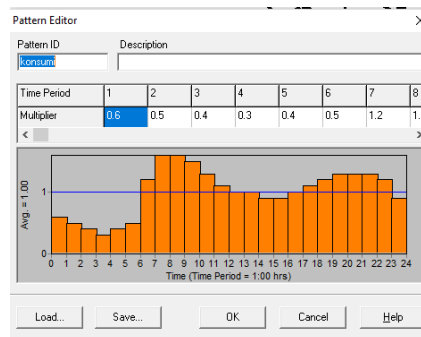 Pattern Editor
Pattern ID Description
konsumi
Time Period 1 2 3 4 5 6 7 8
Multiplier 0.6 0.5 0.4 0.3 0.4 0.5 1.2 1.
Avg. = 1.00
1
0
0 1 2 3 4 5 6 7 8 9 10 11 12 13 14 15 16 17 18 19 20 21 22 23 24
Time (Time Period = 1:00 hrs)
Load... Save... OK Cancel Help